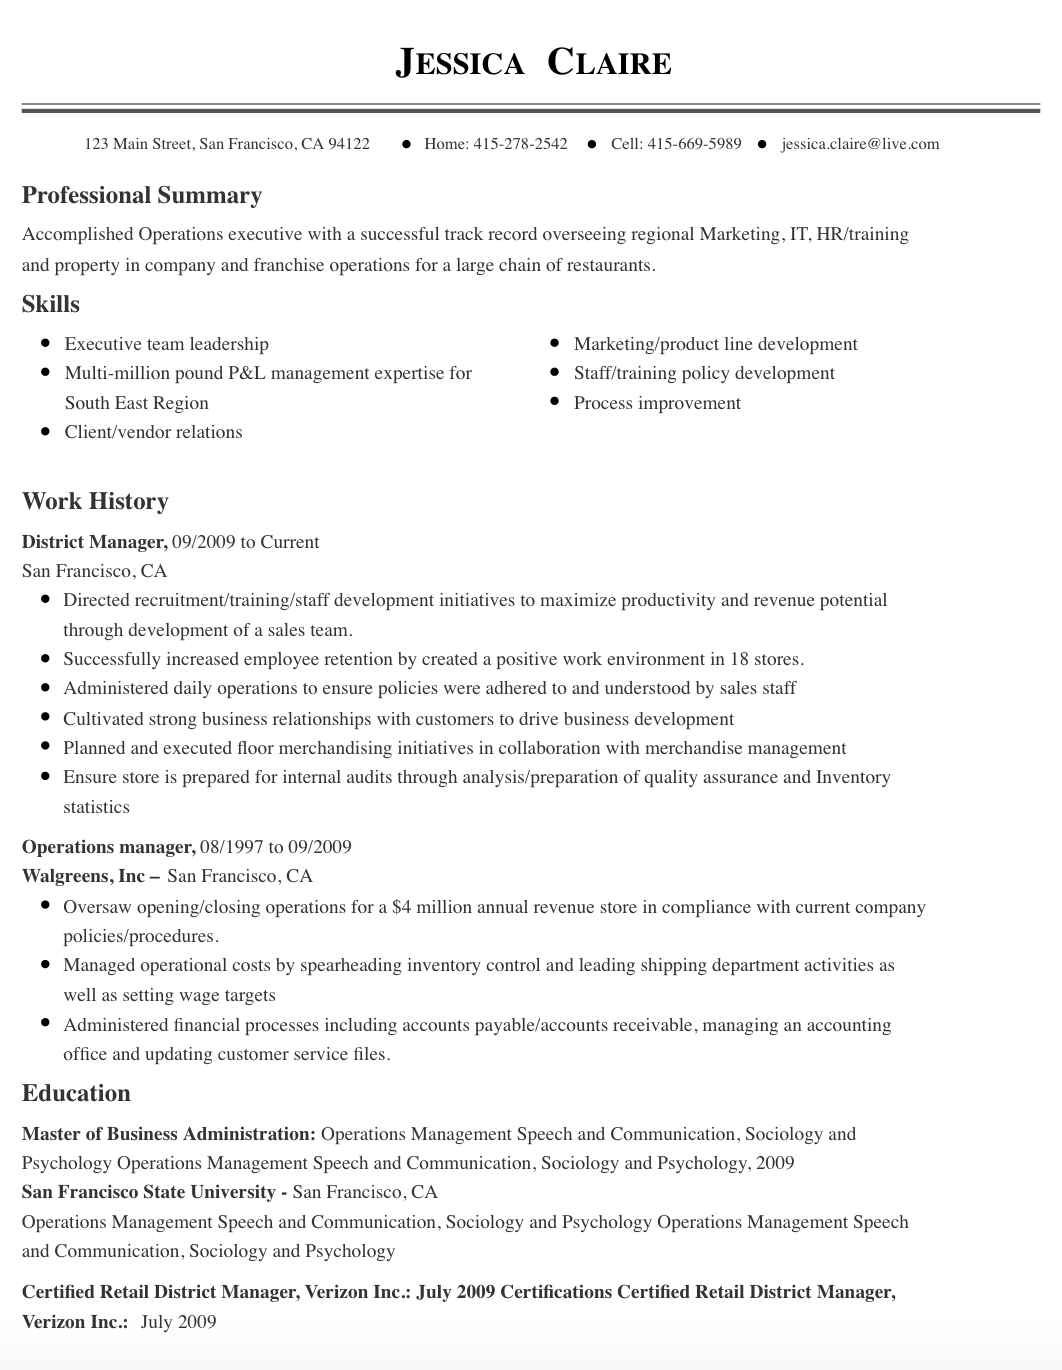 Jessica Claire
123 Main Street, San Francisco, CA 94122 ● Home: 415-278-2542 ● Cell: 415-669-5989 ● jessica.claire@live.com
Professional Summary
Accomplished Operations executive with a successful track record overseeing regional Marketing, IT, HR/training
and property in company and franchise operations for a large chain of restaurants.
Skills
● Executive team leadership
● Multi-million pound P&L management expertise for
South East Region
● Client/vendor relations
● Marketing/product line development
● Staff/training policy development
● Process improvement
Work History
District Manager, 09/2009 to Current
San Francisco, CA
● Directed recruitment/training/staff development initiatives to maximize productivity and revenue potential
through development of a sales team.
● Successfully increased employee retention by created a positive work environment in 18 stores.
● Administered daily operations to ensure policies were adhered to and understood by sales staff
● Cultivated strong business relationships with customers to drive business development
● Planned and executed floor merchandising initiatives in collaboration with merchandise management
● Ensure store is prepared for internal audits through analysis/preparation of quality assurance and Inventory
statistics
Operations manager, 08/1997 to 09/2009
Walgreens, Inc – San Francisco, CA
● Oversaw opening/closing operations for a $4 million annual revenue store in compliance with current company
policies/procedures.
● Managed operational costs by spearheading inventory control and leading shipping department activities as
well as setting wage targets
● Administered financial processes including accounts payable/accounts receivable, managing an accounting
office and updating customer service files.
Education
Master of Business Administration: Operations Management Speech and Communication, Sociology and
Psychology Operations Management Speech and Communication, Sociology and Psychology, 2009
San Francisco State University - San Francisco, CA
Operations Management Speech and Communication, Sociology and Psychology Operations Management Speech
and Communication, Sociology and Psychology
Certified Retail District Manager, Verizon Inc.: July 2009 Certifications Certified Retail District Manager,
Verizon Inc.: July 2009